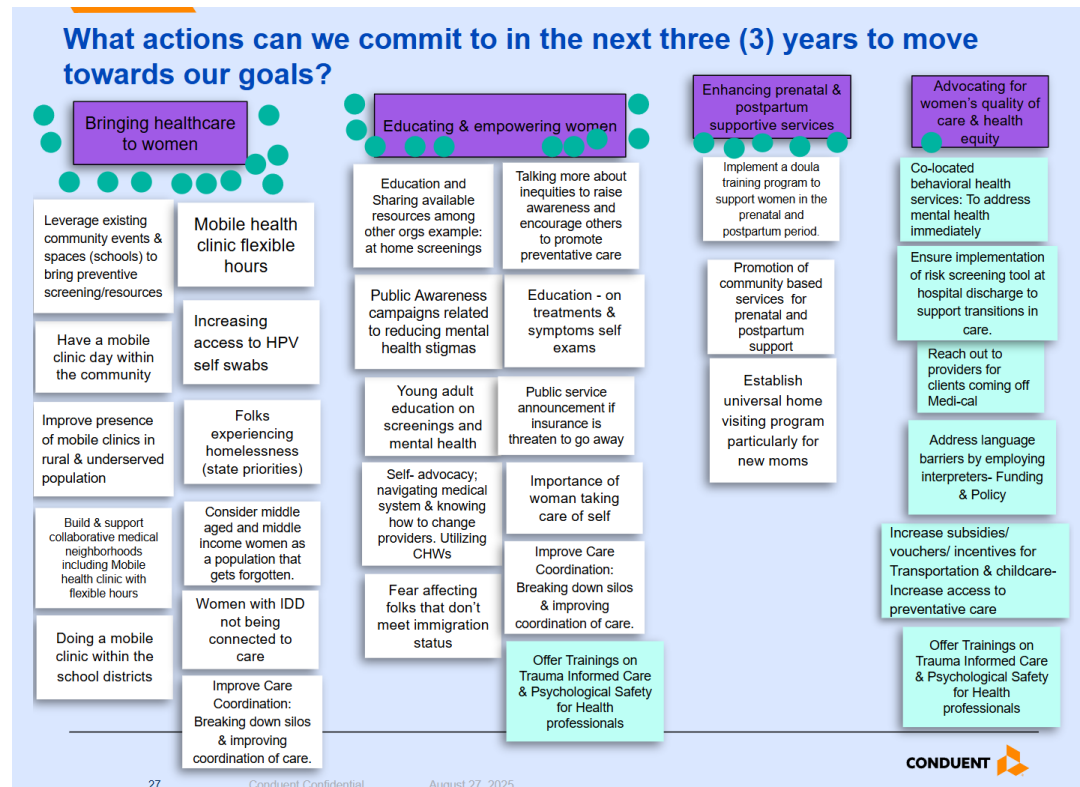 What actions can we commit to in the next three (3) years to move
towards our goals?
Bringing healthcare
to women
Leverage existing
community events &
spaces (schools) to
bring preventive
screening/resources
Have a mobile
clinic day within
the community
Improve presence
of mobile clinics in
rural & underserved
population
Build & support
collaborative medical
neighborhoods
including Mobile
health clinic with
flexible hours
Doing a mobile
clinic within the
school districts
Mobile health
clinic flexible
hours
Increasing
access to HPV
self swabs
Folks
experiencing
homelessness
(state priorities)
Consider middle
aged and middle
income women as
a population that
gets forgotten.
Women with IDD
not being
connected to
care
Improve Care
Coordination:
Breaking down silos
& improving
coordination of care.
Educating & empowering women
Education and
Sharing available
resources among
other orgs example:
at home screenings
Public Awareness
campaigns related
to reducing mental
health stigmas
Young adult
education on
screenings and
mental health
Self- advocacy;
navigating medical
system & knowing
how to change
providers. Utilizing
CHWs
Fear affecting
folks that don't
meet immigration
status
Talking more about
inequities to raise
awareness and
encourage others
to promote
preventative care
Education - on
treatments &
symptoms self
exams
Public service
announcement if
insurance is
threaten to go away
Importance of
woman taking
care of self
Improve Care
Coordination:
Breaking down silos
& improving
coordination of care.
Offer Trainings on
Trauma Informed Care
& Psychological Safety
for Health
professionals
Enhancing prenatal &
postpartum
supportive services
Implement a doula
training program to
support women in the
prenatal and
postpartum period.
Promotion of
community based
services for
prenatal and
postpartum
support
Establish
universal home
visiting program
particularly for
new moms
Advocating for
women's quality of
care & health
equity
Co-located
behavioral health
services: To address
mental health
immediately
Ensure implementation
of risk screening tool at
hospital discharge to
support transitions in
care.
Reach out to
providers for
clients coming off
Medi-cal
Address language
barriers by employing
interpreters- Funding
& Policy
Increase subsidies/
vouchers/ incentives for
Transportation & childcare-
Increase access to
preventative care
Offer Trainings on
Trauma Informed Care
& Psychological Safety
for Health
professionals
CONDUENT
27 Conduent Confidential August 27, 2025